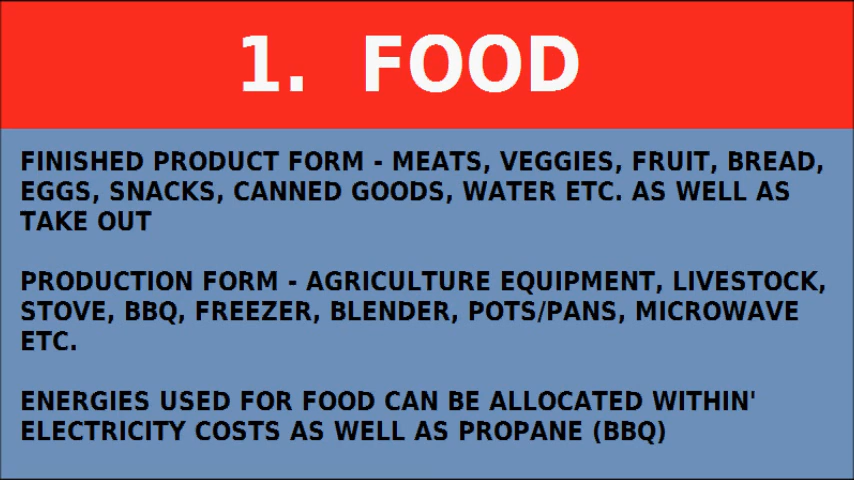 1. FOOD
FINISHED PRODUCT FORM - MEATS, VEGGIES, FRUIT, BREAD,
EGGS, SNACKS, CANNED GOODS, WATER ETC. AS WELL AS
TAKE OUT
PRODUCTION FORM - AGRICULTURE EQUIPMENT, LIVESTOCK,
STOVE, BBQ, FREEZER, BLENDER, POTS/PANS, MICROWAVE
ETC.
ENERGIES USED FOR FOOD CAN BE ALLOCATED WITHIN'
ELECTRICITY COSTS AS WELL AS PROPANE (BBQ)